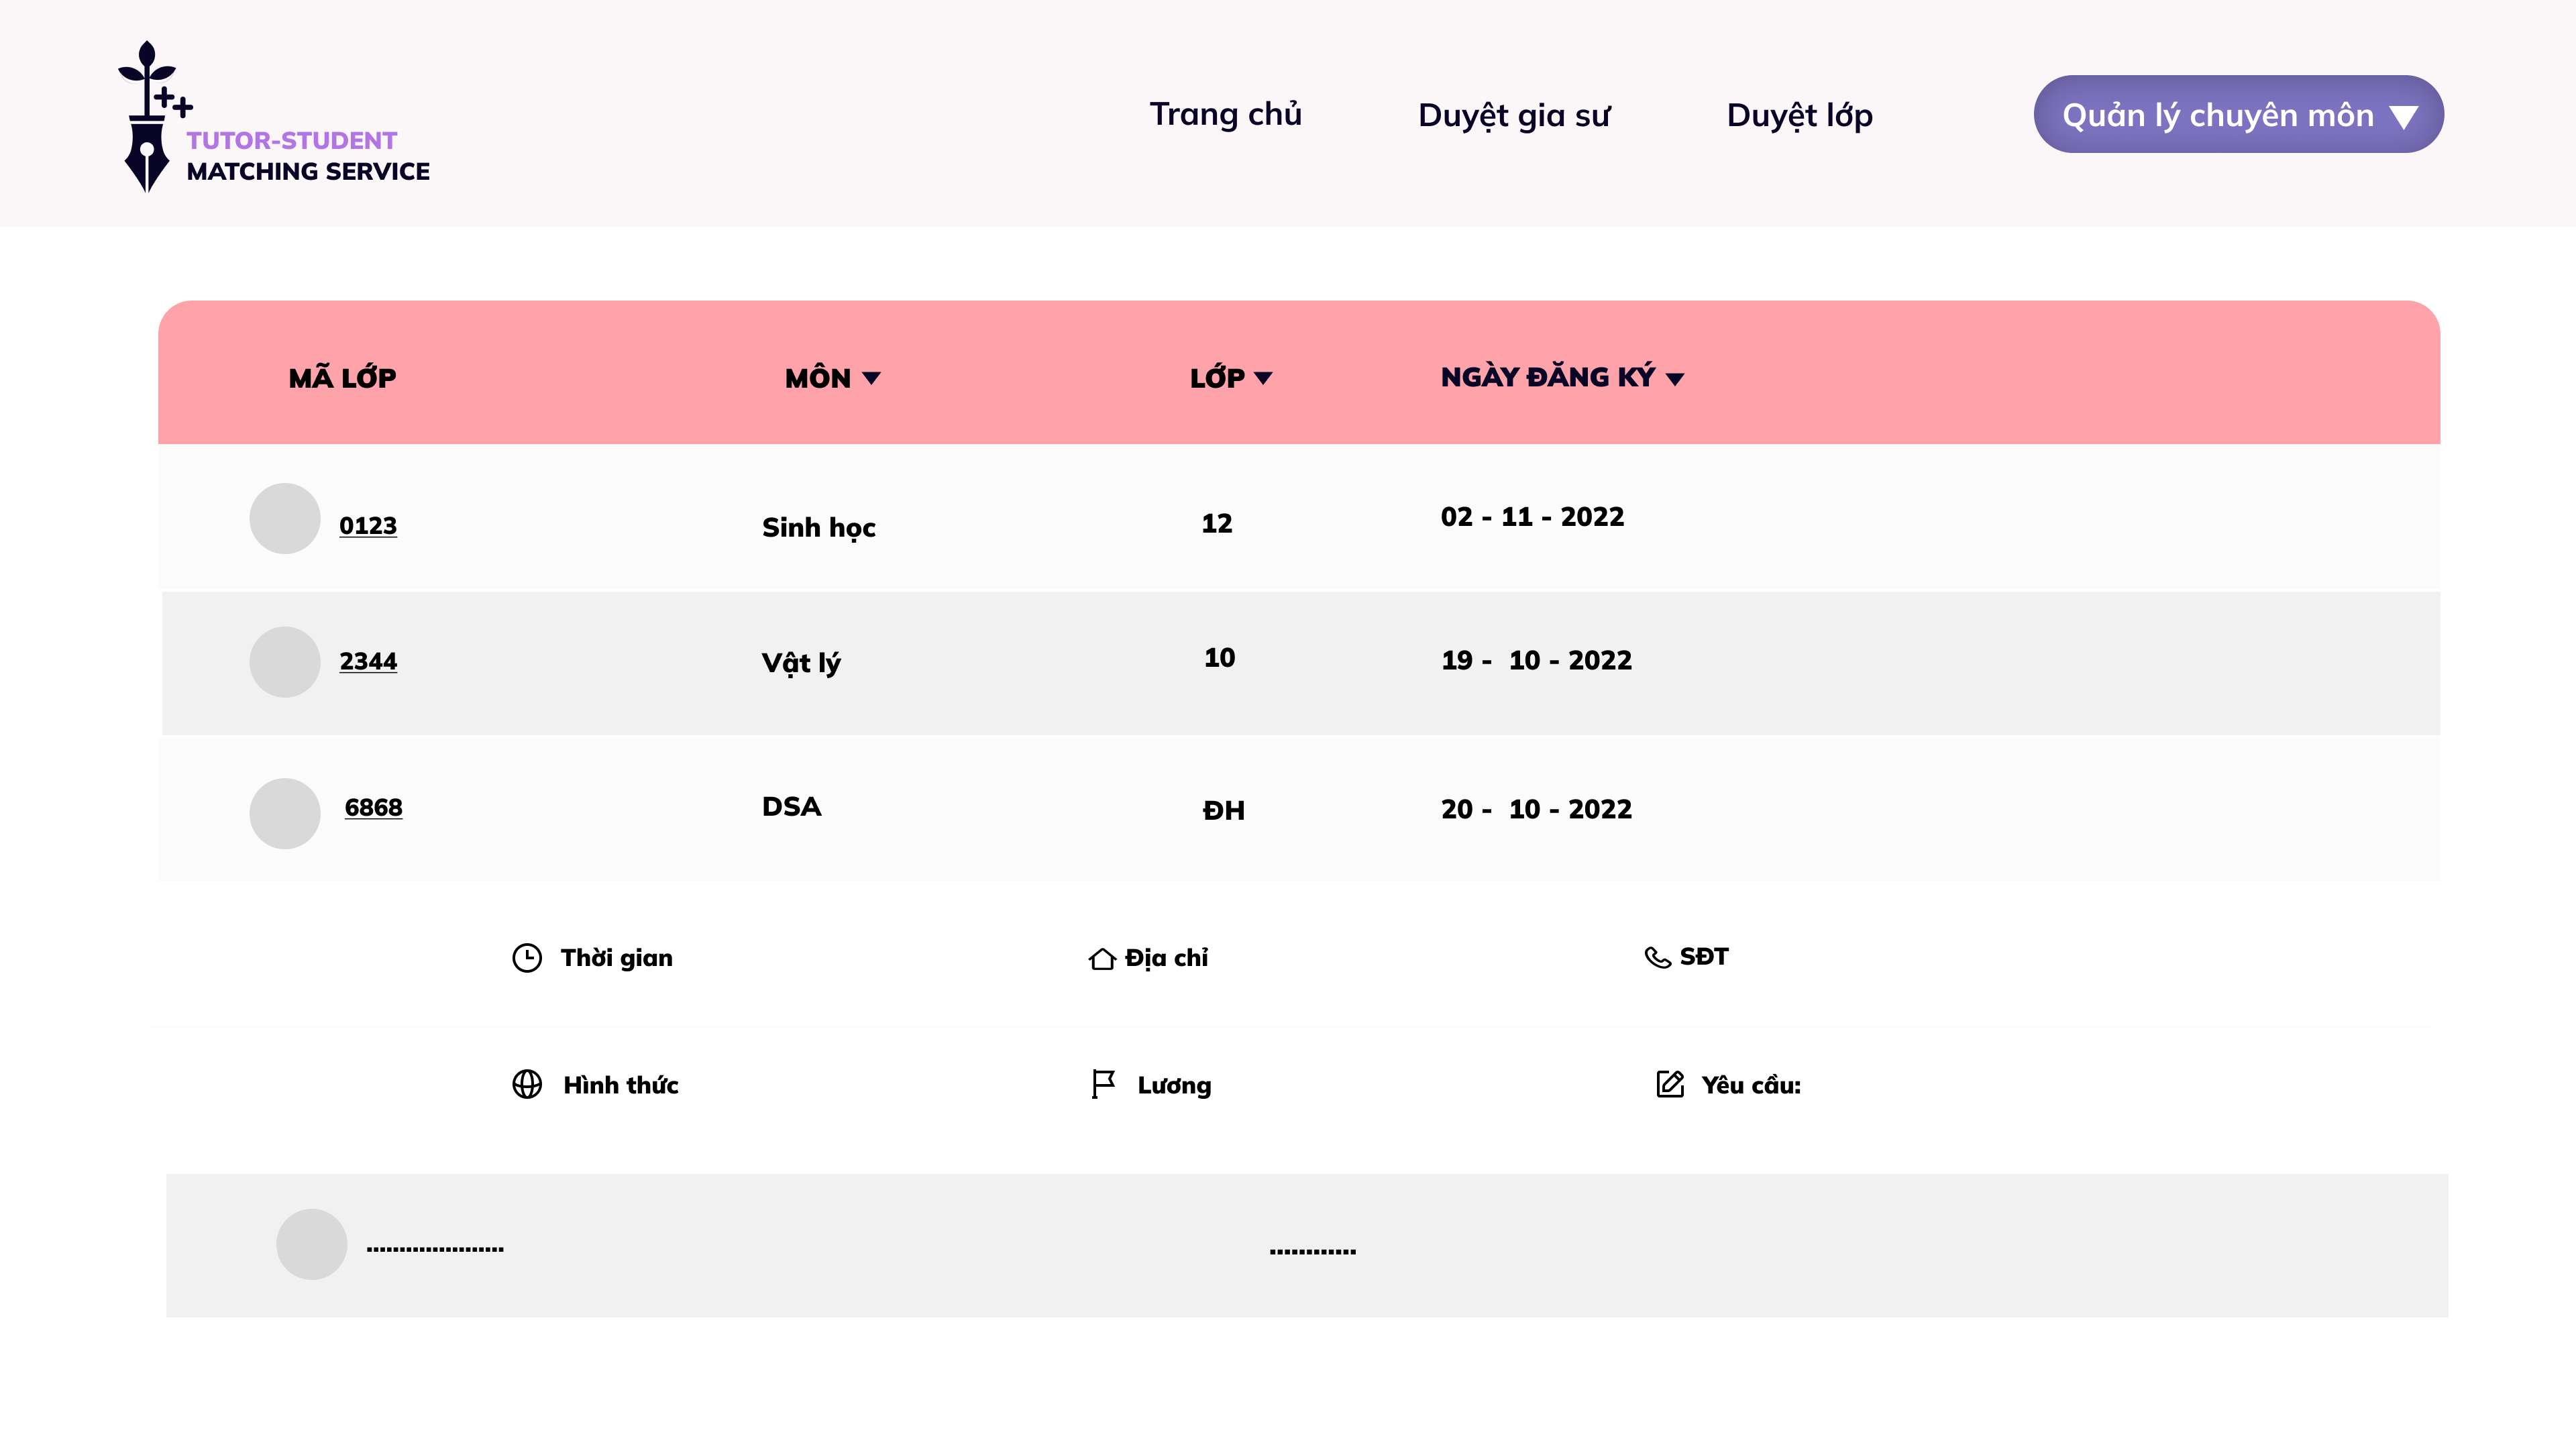 TUTOR-STUDENT
MATCHING SERVICE
Trang chủ
Duyệt gia sư
Duyệt lớp
Quản lý chuyên môn
MÃ LỚP
MÔN
LỚP
NGÀY ĐĂNG KÝ
0123
Sinh học
12
02 - 11 - 2022
2344
Vật lý
10
19 - 10 - 2022
6868
DSA
ĐH
20 - 10 - 2022
Thời gian
Địa chỉ
SĐT
Hình thức
Lương
Yêu cầu:
.....................
............